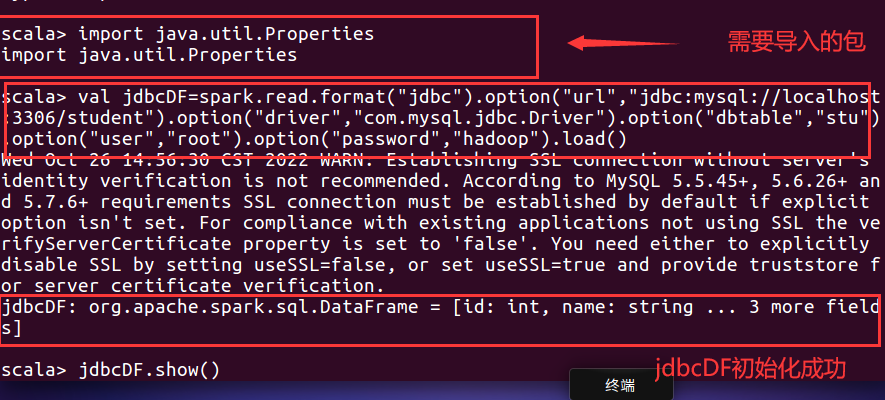 scala> import java.util.Properties
import java.util.Properties
需要导入的包
scala> val jdbcDF=spark.read.format("jdbc").option("url","jdbc:mysql://localhost
:3306/student").option("driver","com.mysql.jdbc.Driver").option("dbtable","stu")
.option("user","root").option("password","hadoop").load()
Wed Oct 26 14:56:30 CST 2022 WARN: Establishing SSL connection without server's
identity verification is not recommended. According to MySQL 5.5.45+, 5.6.26+ an
d 5.7.6+ requirements SSL connection must be established by default if explicit
option isn't set. For compliance with existing applications not using SSL the ve
rifyServerCertificate property is set to 'false'. You need either to explicitly
disable SSL by setting useSSL=false, or set useSSL=true and provide truststore f
or server certificate verification.
jdbcDF: org.apache.spark.sql.DataFrame = [id: int, name: string ... 3 more field
s]
scala> jdbcDF.show()
jdbcDF初始化成功
终端